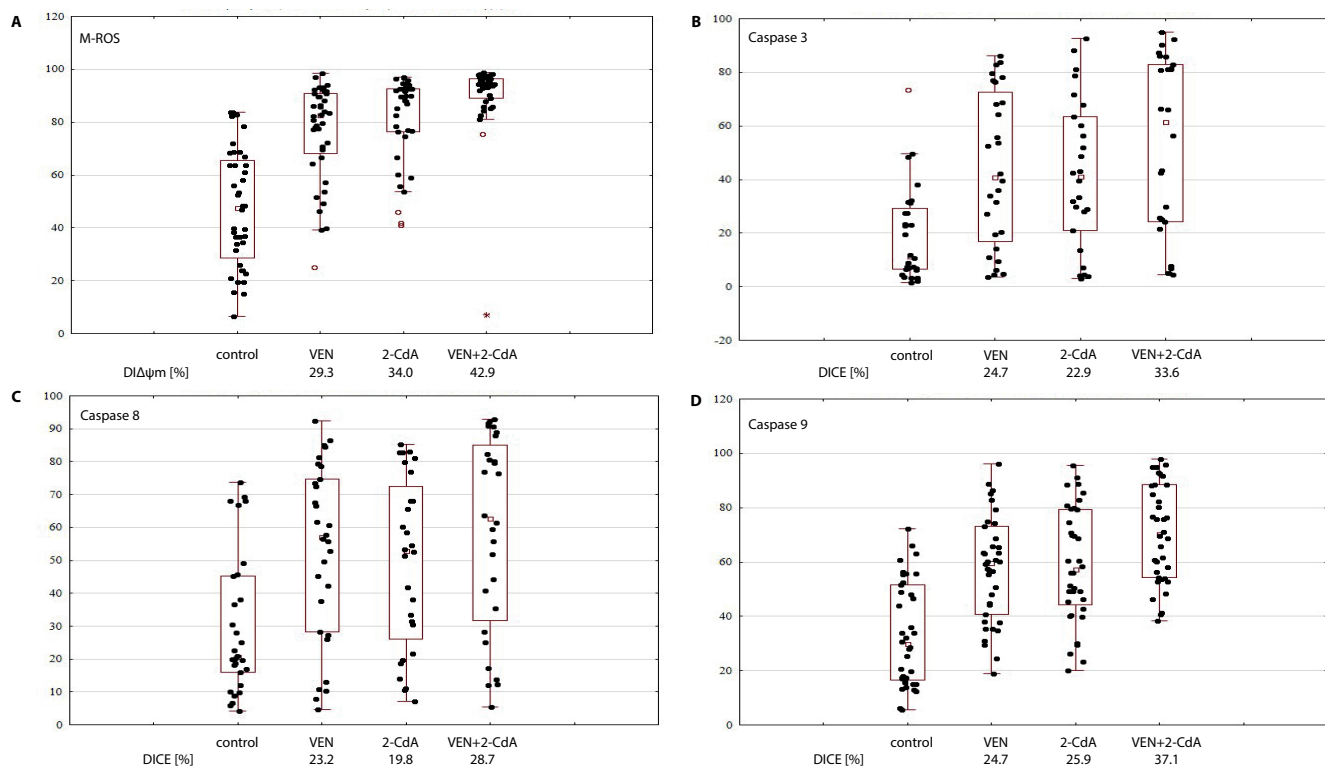 A
M-ROS
120
100
80
60
40
20
0
control VEN 2-CdA VEN+2-CdA
DIΔψm [%] 29.3 34.0 42.9
B
Caspase 3
100
80
60
40
20
0
-20
control VEN 2-CdA VEN+2-CdA
DICE [%] 24.7 22.9 33.6
C
Caspase 8
100
90
80
70
60
50
40
30
20
10
0
control VEN 2-CdA VEN+2-CdA
DICE [%] 23.2 19.8 28.7
D
Caspase 9
120
100
80
60
40
20
0
control VEN 2-CdA VEN+2-CdA
DICE [%] 24.7 25.9 37.1